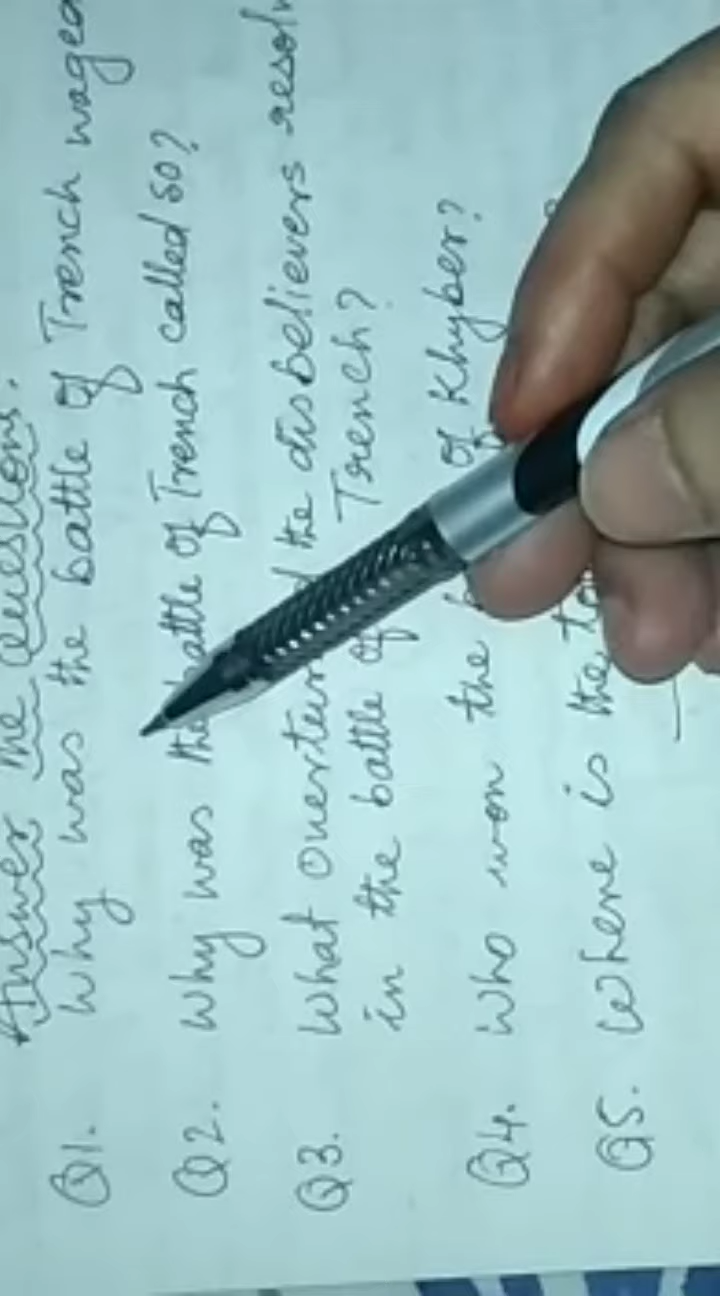 Answer the Questions.
Q1. Why was the battle of Trench waged
Q2. Why was the battle of Trench called so?
Q3. What overturned the disbelievers
in the battle of Trench?
Q4. Who won the of Khyber?
Q5. Where is the